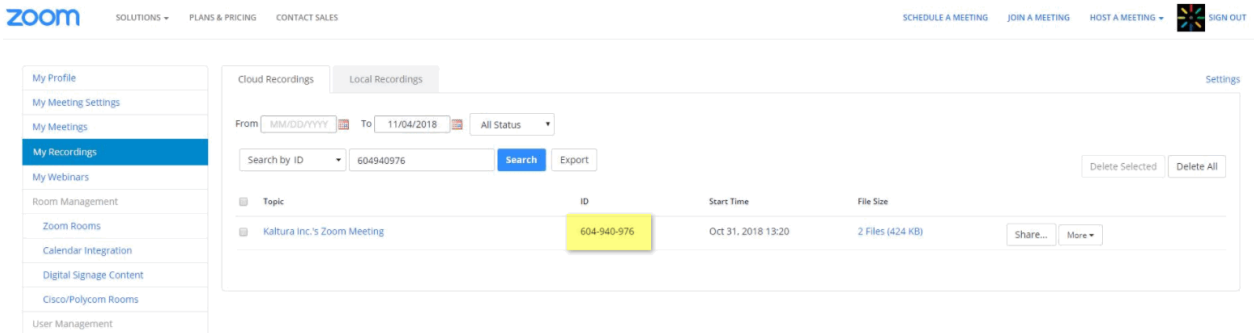 zoom SOLUTIONS PLANS & PRICING CONTACT SALES SCHEDULE A MEETING JOIN A MEETING HOST A MEETING SIGN OUT
My Profile
My Meeting Settings
My Meetings
My Recordings
My Webinars
Room Management
Zoom Rooms
Calendar Integration
Digital Signage Content
Cisco/Polycom Rooms
User Management
Cloud Recordings Local Recordings Settings
From MM/DD/YYYY To 11/04/2018 All Status
Search by ID 604940976 Search Export
Delete Selected Delete All
Topic ID Start Time File Size
Kaltura Inc.'s Zoom Meeting 604-940-976 Oct 31, 2018 13:20 2 Files (424 KB) Share... More